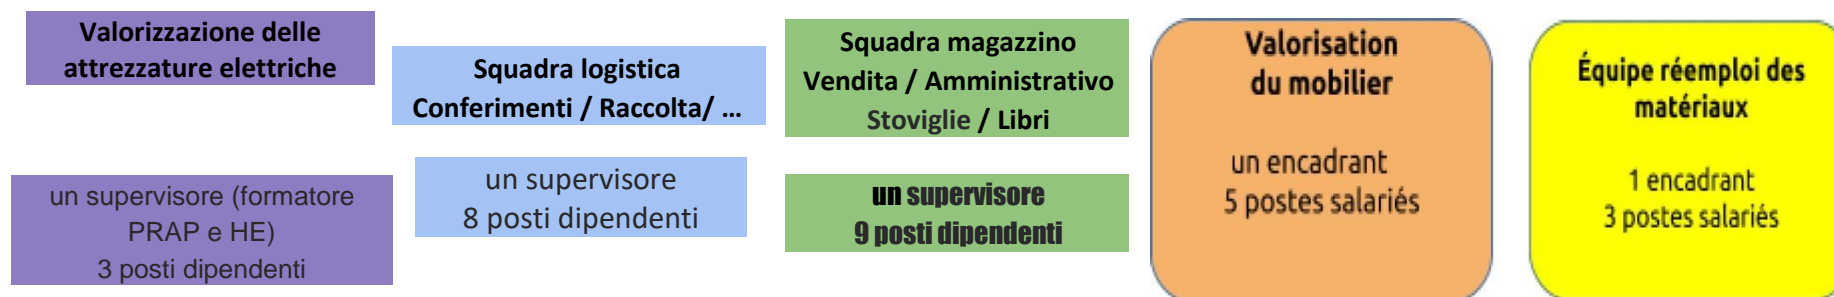 Valorizzazione delle
attrezzature elettriche
un supervisore (formatore
PRAP e HE)
3 posti dipendenti
Squadra logistica
Conferimenti / Raccolta/ ...
un supervisore
8 posti dipendenti
Squadra magazzino
Vendita / Amministrativo
Stoviglie / Libri
un supervisore
9 posti dipendenti
Valorisation
du mobilier
un encadrant
5 postes salariés
Équipe réemploi des
matériaux
1 encadrant
3 postes salariés